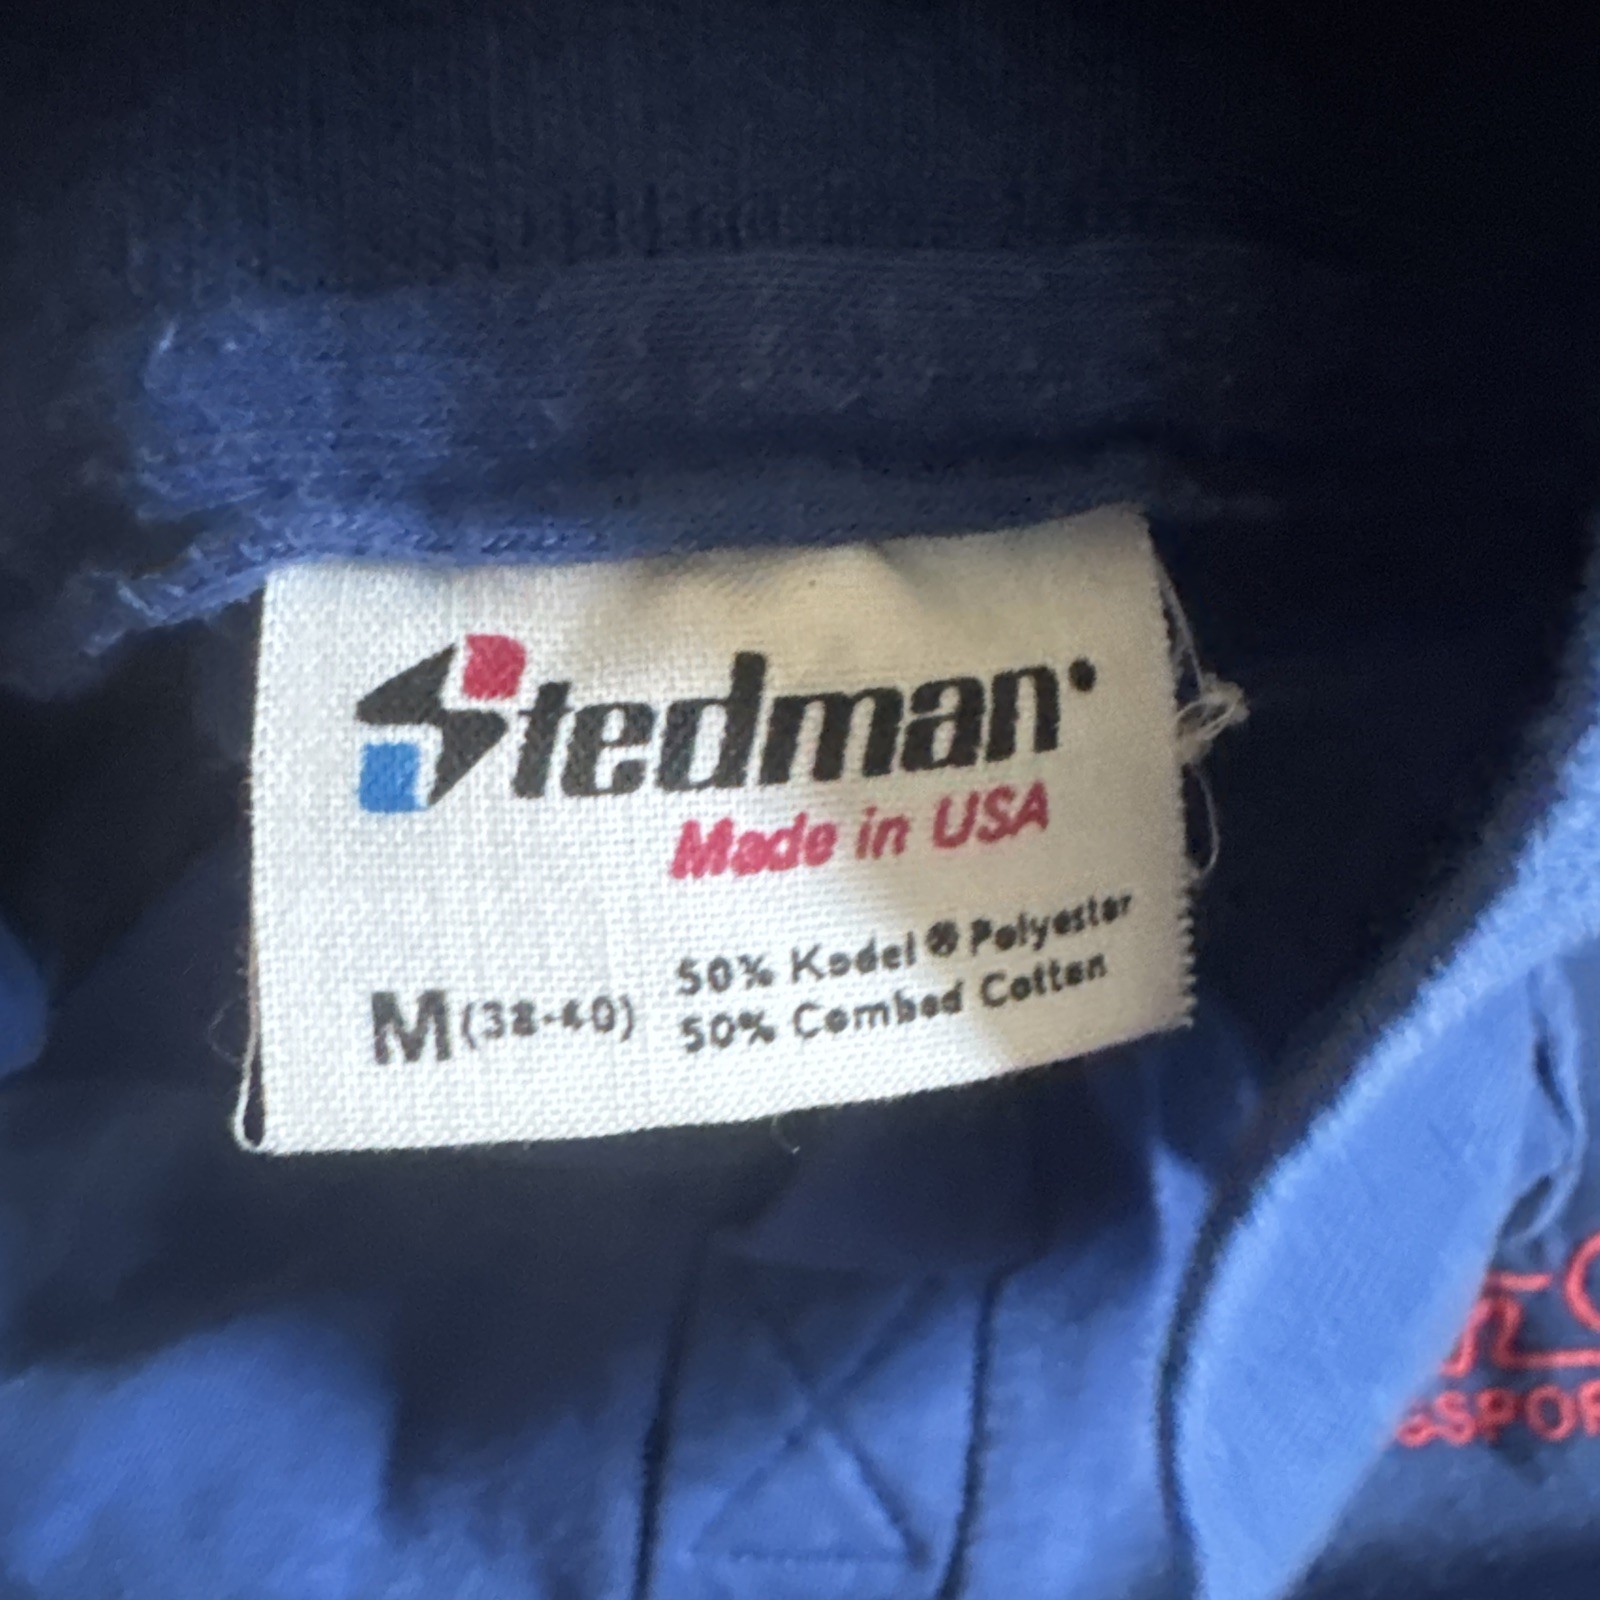 Stedman
Made in USA
M (38-40)
50% Kodel® Polyester
50% Combed Cotton